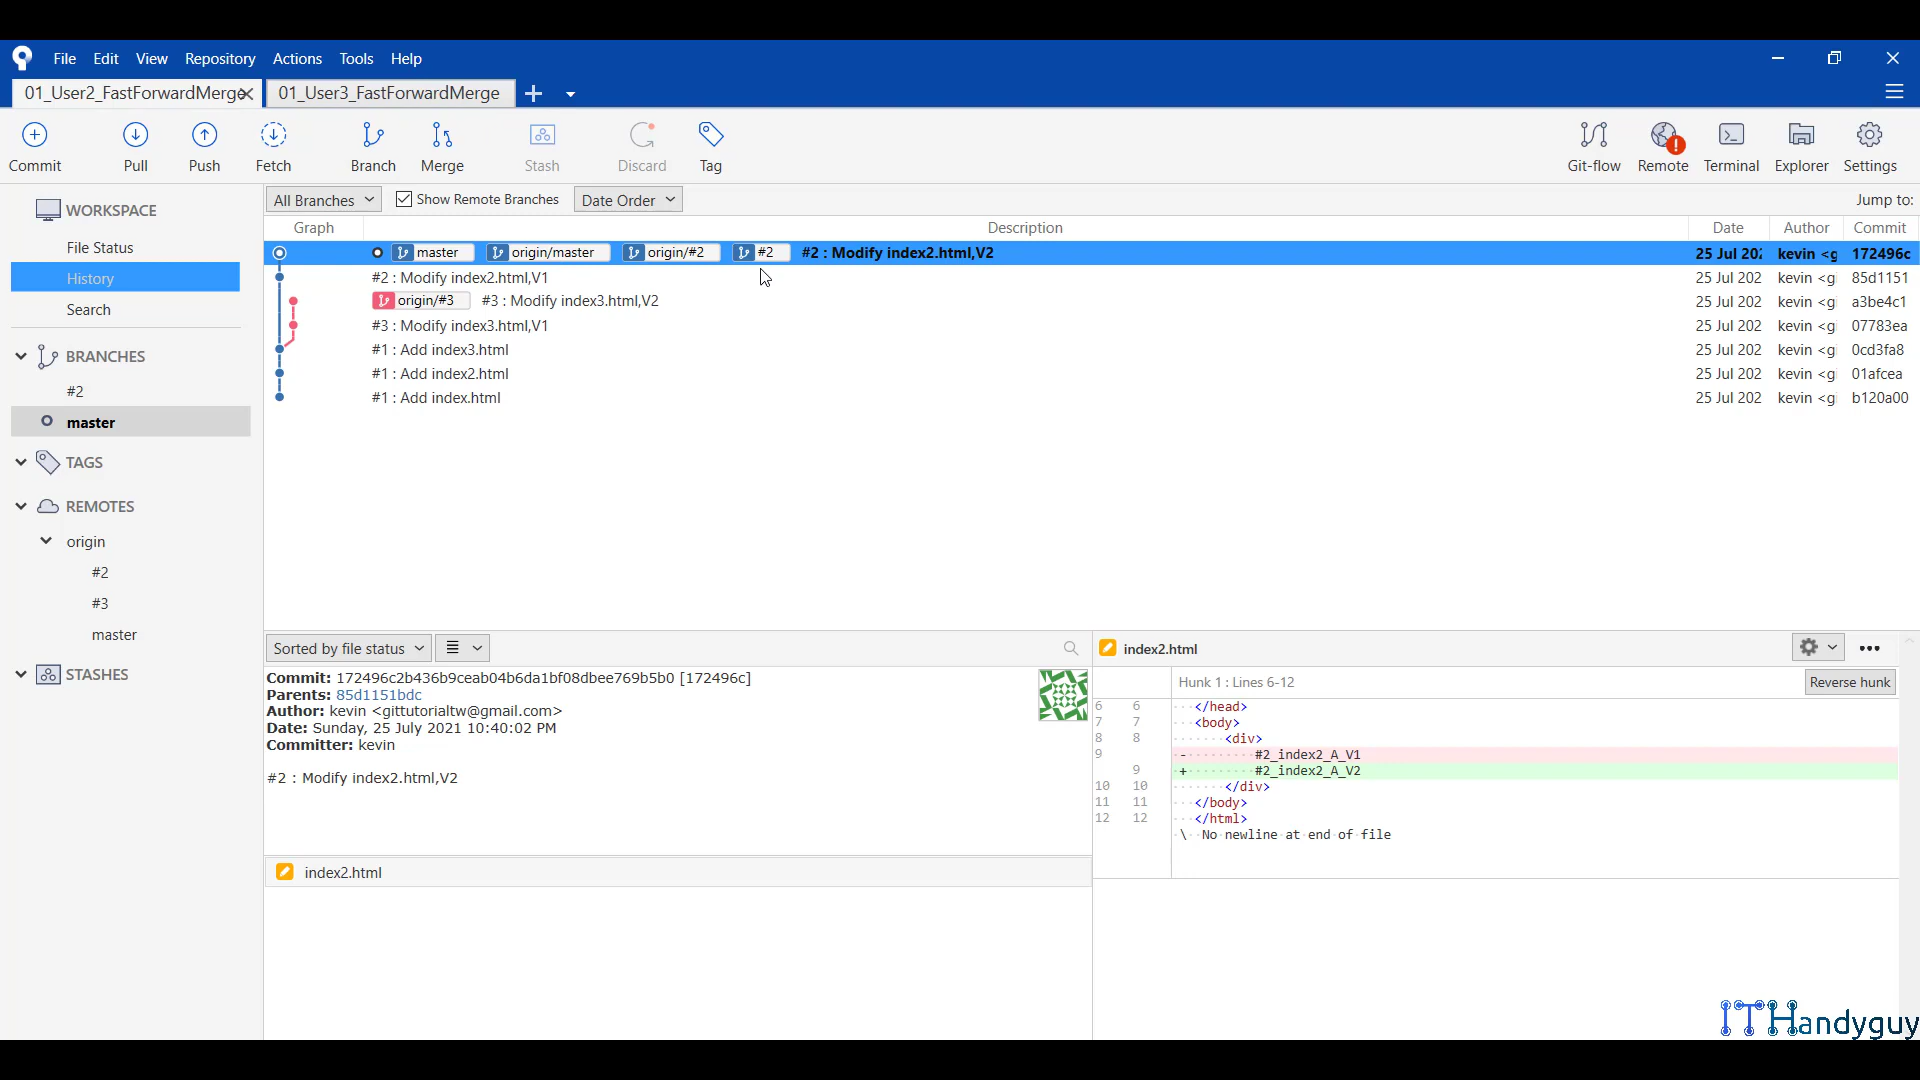 File Edit View Repository Actions Tools Help
01_User2_FastForwardMerge 01_User3_FastForwardMerge
Commit Pull Push Fetch Branch Merge Stash Discard Tag Git-flow Remote Terminal Explorer Settings
WORKSPACE
File Status
History
Search
BRANCHES
#2
master
TAGS
REMOTES
origin
#2
#3
master
STASHES
All Branches Show Remote Branches Date Order Jump to:
Graph Description Date Author Commit
master origin/master origin/#2 #2 #2 : Modify index2.html,V2 25 Jul 202 kevin <g 172496c
#2 : Modify index2.html,V1 25 Jul 202 kevin <gi 85d1151
origin/#3 #3 : Modify index3.html,V2 25 Jul 202 kevin <gi a3be4c1
#3 : Modify index3.html,V1 25 Jul 202 kevin <gi 07783ea
#1 : Add index3.html 25 Jul 202 kevin <gi 0cd3fa8
#1 : Add index2.html 25 Jul 202 kevin <gi 01afcea
#1 : Add index.html 25 Jul 202 kevin <gi b120a00
Sorted by file status
Commit: 172496c2b436b9ceab04b6da1bf08dbee769b5b0 [172496c]
Parents: 85d1151bdc
Author: kevin <gittutorialtw@gmail.com>
Date: Sunday, 25 July 2021 10:40:02 PM
Committer: kevin
#2 : Modify index2.html,V2
index2.html
index2.html
Hunk 1 : Lines 6-12 Reverse hunk
6 6 </head>
7 7 <body>
8 8 <div>
9 - #2_index2_A_V1
9 + #2_index2_A_V2
10 10 </div>
11 11 </body>
12 12 </html>
\ No newline at end of file
ITHandyguy